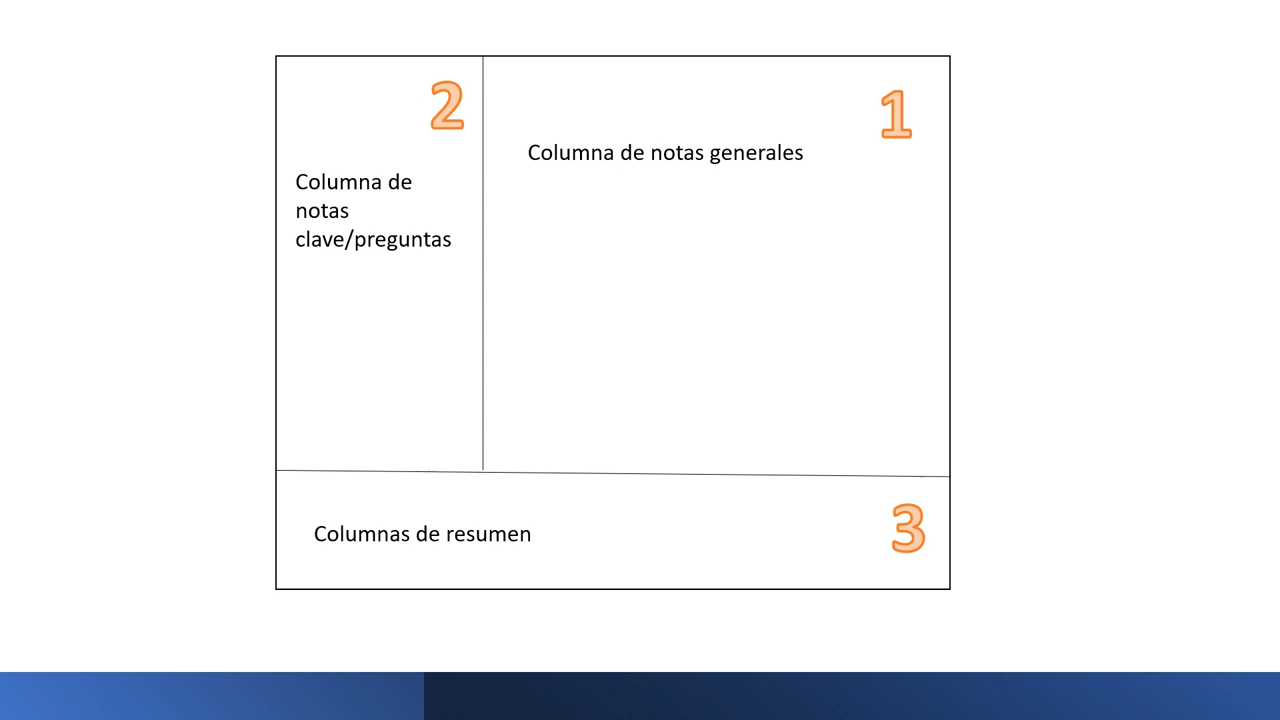 2
1
Columna de notas generales
Columna de
notas
clave/preguntas
Columnas de resumen
3